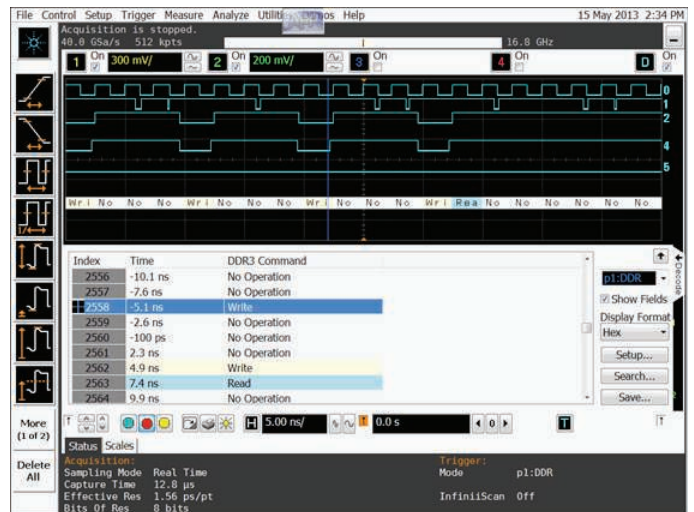 File Control Setup Trigger Measure Analyze Utilities Demos Help 15 May 2013 2:34 PM
Acquisition is stopped.
40.0 GSa/s 512 kpts 16.8 GHz
1 On 300 mV/ 2 On 200 mV/ 3 On 4 On D On
0
1
2
4
5
Wri No No No Wri No No No Wri No No No Wri Rea No No No No No No
Index Time DDR3 Command
2556 -10.1 ns No Operation
2557 -7.6 ns No Operation
2558 -5.1 ns Write
2559 -2.6 ns No Operation
2560 -100 ps No Operation
2561 2.3 ns No Operation
2562 4.9 ns Write
2563 7.4 ns Read
2564 9.9 ns No Operation
Decode
p1:DDR
Show Fields
Display Format
Hex
Setup...
Search...
Save...
More
(1 of 2)
Delete
All
H 5.00 ns/ 0.0 s 0 T
Status Scales
Acquisition:
Sampling Mode Real Time
Capture Time 12.8 µs
Effective Res 1.56 ps/pt
Bits Of Res 8 bits
Trigger:
Mode p1:DDR
InfiniiScan Off